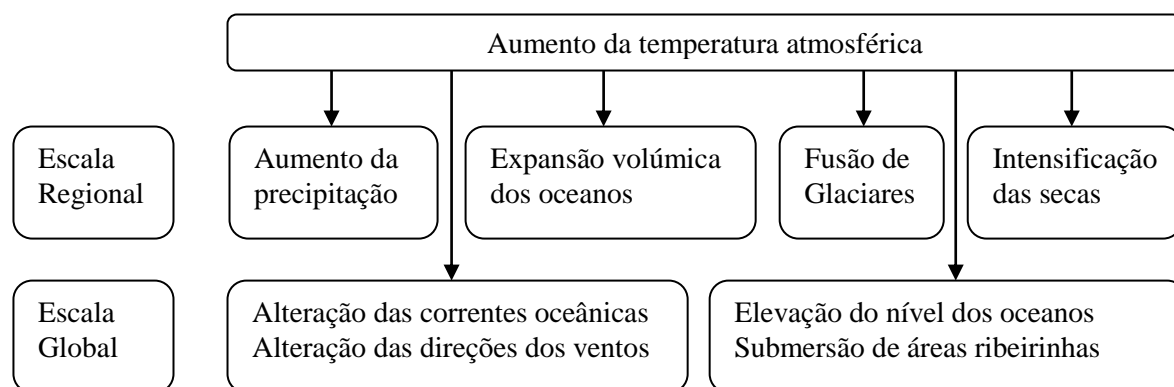 Aumento da temperatura atmosférica
Escala
Regional
Aumento da
precipitação
Expansão volúmica
dos oceanos
Fusão de
Glaciares
Intensificação
das secas
Escala
Global
Alteração das correntes oceânicas
Alteração das direções dos ventos
Elevação do nível dos oceanos
Submersão de áreas ribeirinhas